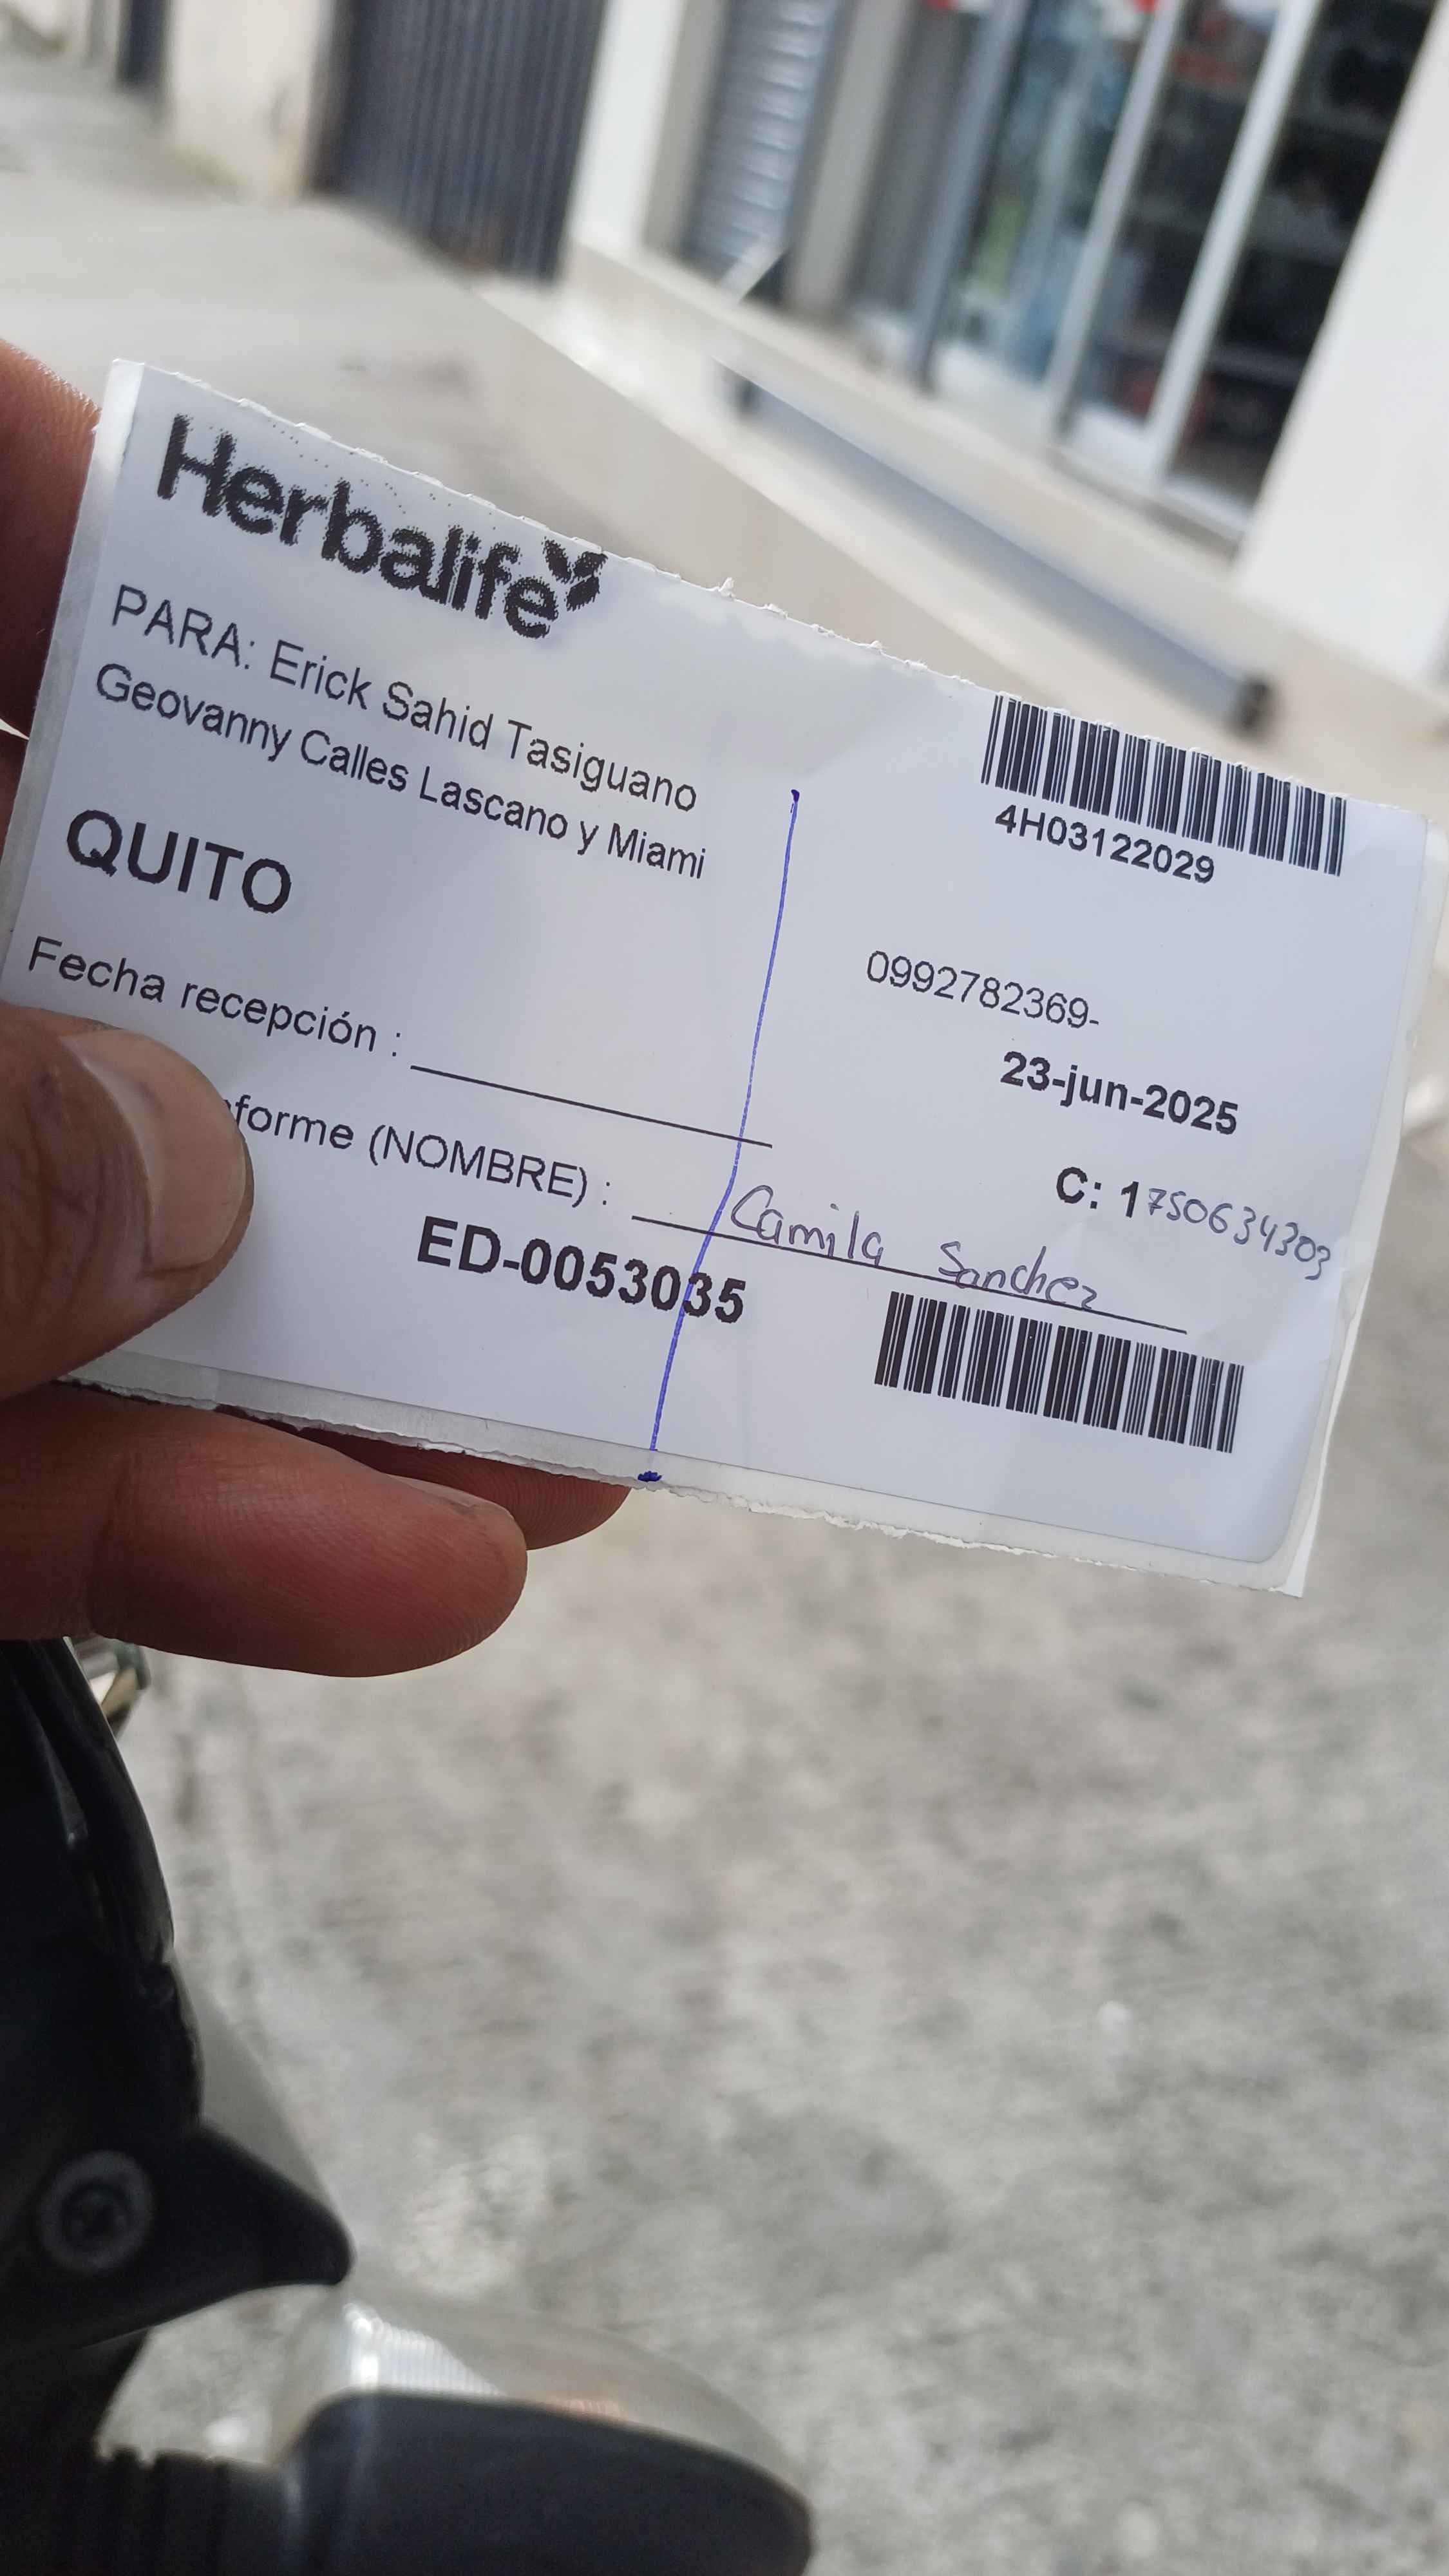 Herbalife
PARA: Erick Sahid Tasiguano
Geovanny Calles Lascano y Miami
QUITO
4H03122029
0992782369-
23-jun-2025
Fecha recepción :
C: 1750634303
forme (NOMBRE) : Camila Sanchez
ED-0053035